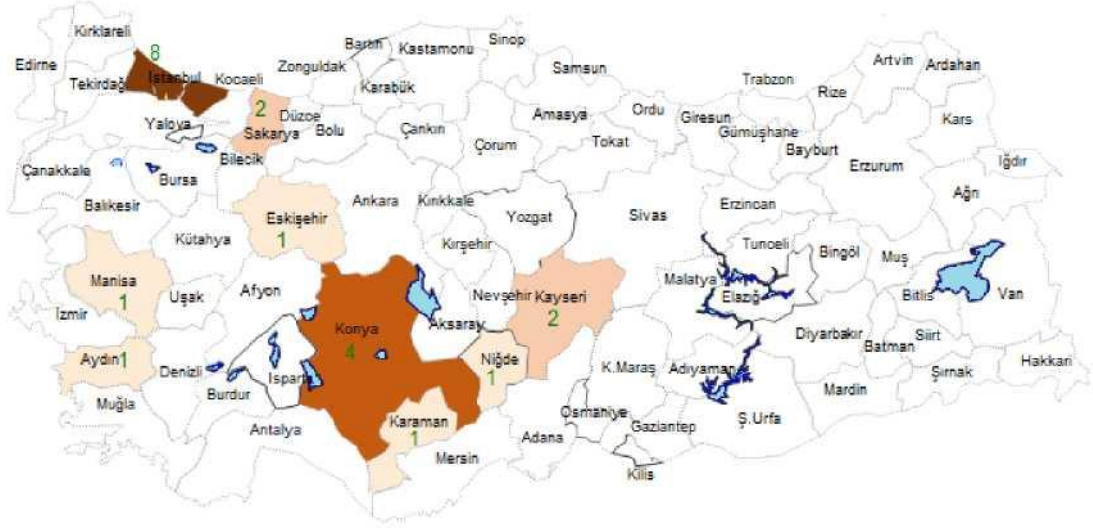 Kırklareli
Edirne
Tekirdağ
8
İstanbul
Kocaeli
Yalova
2
Sakarya
Düzce
Bolu
Zonguldak
Bartın
Karabük
Kastamonu
Sinop
Çankırı
Samsun
Amasya
Çorum
Tokat
Ordu
Giresun
Trabzon
Gümüşhane
Bayburt
Rize
Artvin
Ardahan
Kars
Erzurum
Iğdır
Ağrı
Çanakkale
Bursa
Bilecik
Balıkesir
Kütahya
Eskişehir
1
Ankara
Kırıkkale
Kırşehir
Yozgat
Sivas
Erzincan
Tunceli
Bingöl
Muş
Bitlis
Van
Manisa
1
İzmir
Uşak
Afyon
Konya
4
Aksaray
Nevşehir
Kayseri
2
Malatya
Elazığ
Diyarbakır
Batman
Siirt
Şırnak
Hakkari
Aydın
1
Denizli
Muğla
Burdur
Ispart
Antalya
Karaman
1
Niğde
1
Mersin
Adana
K.Maraş
Osmaniye
Gaziantep
Kilis
Adıyaman
Ş.Urfa
Mardin